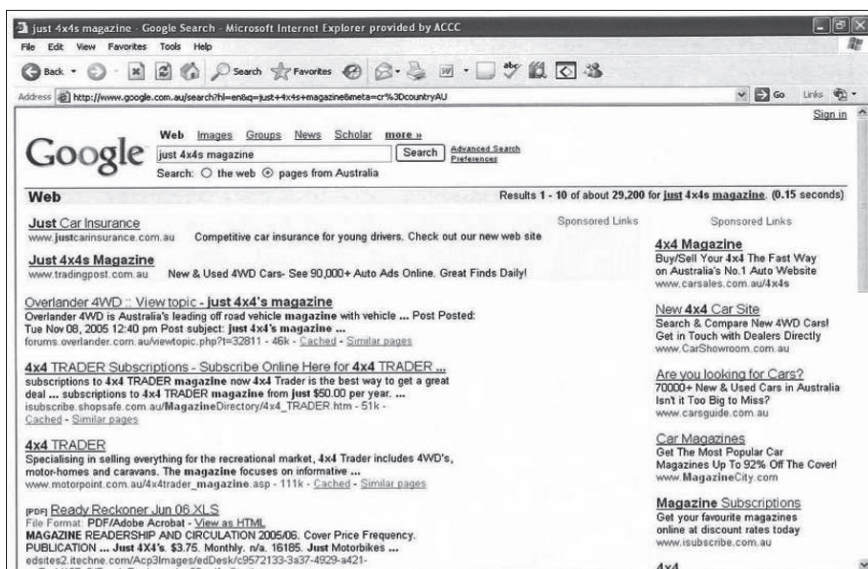 just 4x4s magazine - Google Search - Microsoft Internet Explorer provided by ACCC
File Edit View Favorites Tools Help
Back Search Favorites
Address http://www.google.com.au/search?hl=en&q=just+4x4s+magazine&meta=cr%3DcountryAU Go Links
Sign in
Google
Web Images Groups News Scholar more »
just 4x4s magazine Search Advanced Search
Preferences
Search: the web pages from Australia
Web Results 1 - 10 of about 29,200 for just 4x4s magazine. (0.15 seconds)
Sponsored Links
Just Car Insurance
www.justcarinsurance.com.au Competitive car insurance for young drivers. Check out our new web site
Just 4x4s Magazine
www.tradingpost.com.au New & Used 4WD Cars- See 90,000+ Auto Ads Online. Great Finds Daily!
Overlander 4WD :: View topic - just 4x4's magazine
Overlander 4WD is Australia's leading off road vehicle magazine with vehicle ... Post Posted:
Tue Nov 08, 2005 12:40 pm Post subject: just 4x4's magazine ...
forums.overlander.com.au/viewtopic.php?t=32811 - 46k - Cached - Similar pages
4x4 TRADER Subscriptions - Subscribe Online Here for 4x4 TRADER ...
subscriptions to 4x4 TRADER magazine now 4x4 Trader is the best way to get a great
deal ... subscriptions to 4x4 TRADER magazine from just $50.00 per year. ...
isubscribe.shopsafe.com.au/MagazineDirectory/4x4_TRADER.htm - 51k -
Cached - Similar pages
4x4 TRADER
Specialising in selling everything for the recreational market, 4x4 Trader includes 4WD's,
motor-homes and caravans. The magazine focuses on informative ...
www.motorpoint.com.au/4x4trader_magazine.asp - 111k - Cached - Similar pages
[PDF] Ready Reckoner Jun 06 XLS
File Format: PDF/Adobe Acrobat - View as HTML
MAGAZINE READERSHIP AND CIRCULATION 2005/06. Cover Price Frequency.
PUBLICATION ... Just 4X4's. $3.75. Monthly. n/a. 16185. Just Motorbikes ...
edsites2.itechne.com/Acp3Images/edDesk/c9572133-3a37-4929-a421-
Sponsored Links
4x4 Magazine
Buy/Sell Your 4x4 The Fast Way
on Australia's No.1 Auto Website
www.carsales.com.au/4x4s
New 4x4 Car Site
Search & Compare New 4WD Cars!
Get in Touch with Dealers Directly
www.CarShowroom.com.au
Are you looking for Cars?
70000+ New & Used Cars in Australia
Isn't it Too Big to Miss?
www.carsguide.com.au
Car Magazines
Get The Most Popular Car
Magazines Up To 92% Off The Cover!
www.MagazineCity.com
Magazine Subscriptions
Get your favourite magazines
online at discount rates today
www.isubscribe.com.au
4x4